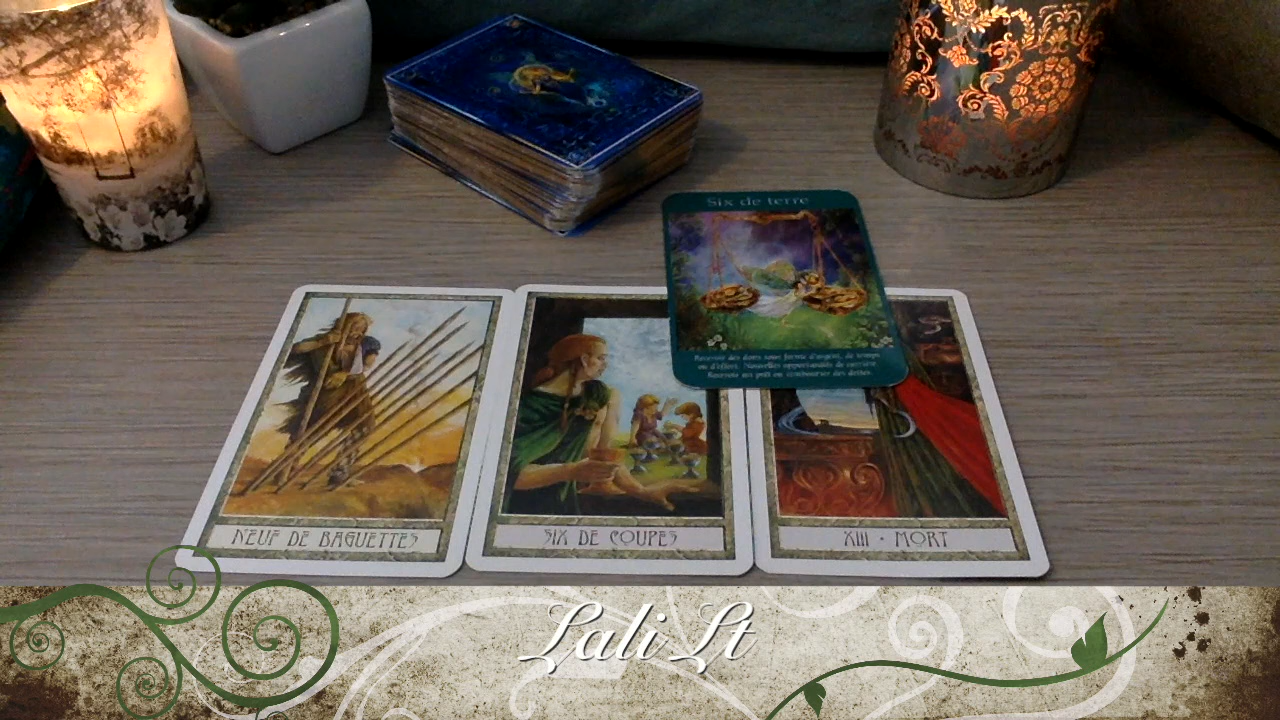 Six de terre
Recevoir des dons sous forme d'argent, de temps
ou d'effort. Nouvelles opportunités de carrière.
Recevoir un prêt ou rembourser des dettes.
NEUF DE BAGUETTES
SIX DE COUPES
XIII • MORT
Lali Lt